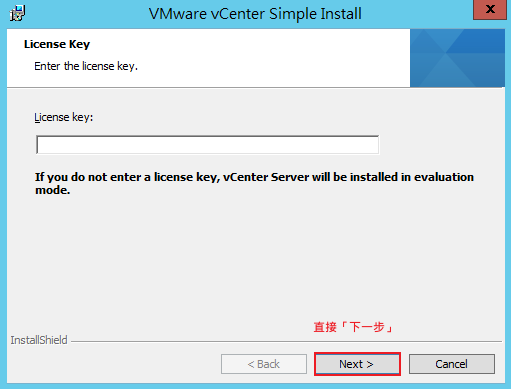 VMware vCenter Simple Install
x
License Key
Enter the license key.
License key:
If you do not enter a license key, vCenter Server will be installed in evaluation
mode.
直接「下一步」
InstallShield
< Back
Next >
Cancel